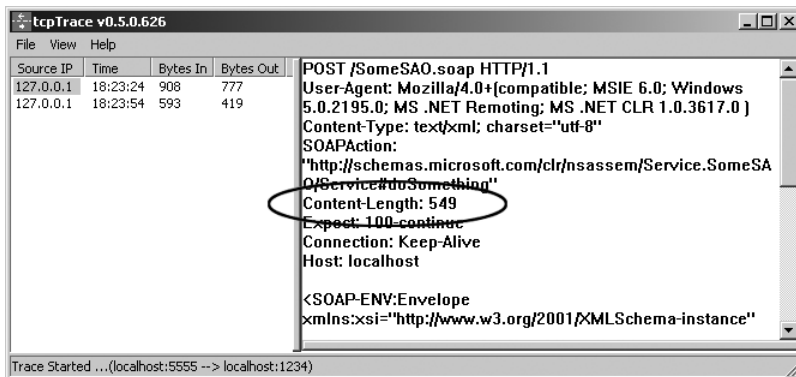 tcpTrace v0.5.0.626
File View Help
Source IP Time Bytes In Bytes Out
127.0.0.1 18:23:24 908 777
127.0.0.1 18:23:54 593 419
POST /SomeSAO.soap HTTP/1.1
User-Agent: Mozilla/4.0+(compatible; MSIE 6.0; Windows
5.0.2195.0; MS .NET Remoting; MS .NET CLR 1.0.3617.0 )
Content-Type: text/xml; charset="utf-8"
SOAPAction:
"http://schemas.microsoft.com/clr/nsassem/Service.SomeSA
O/Service#doSomething"
Content-Length: 549
Expect: 100-continue
Connection: Keep-Alive
Host: localhost
<SOAP-ENV:Envelope
xmlns:xsi="http://www.w3.org/2001/XMLSchema-instance"
Trace Started ...(localhost:5555 --> localhost:1234)